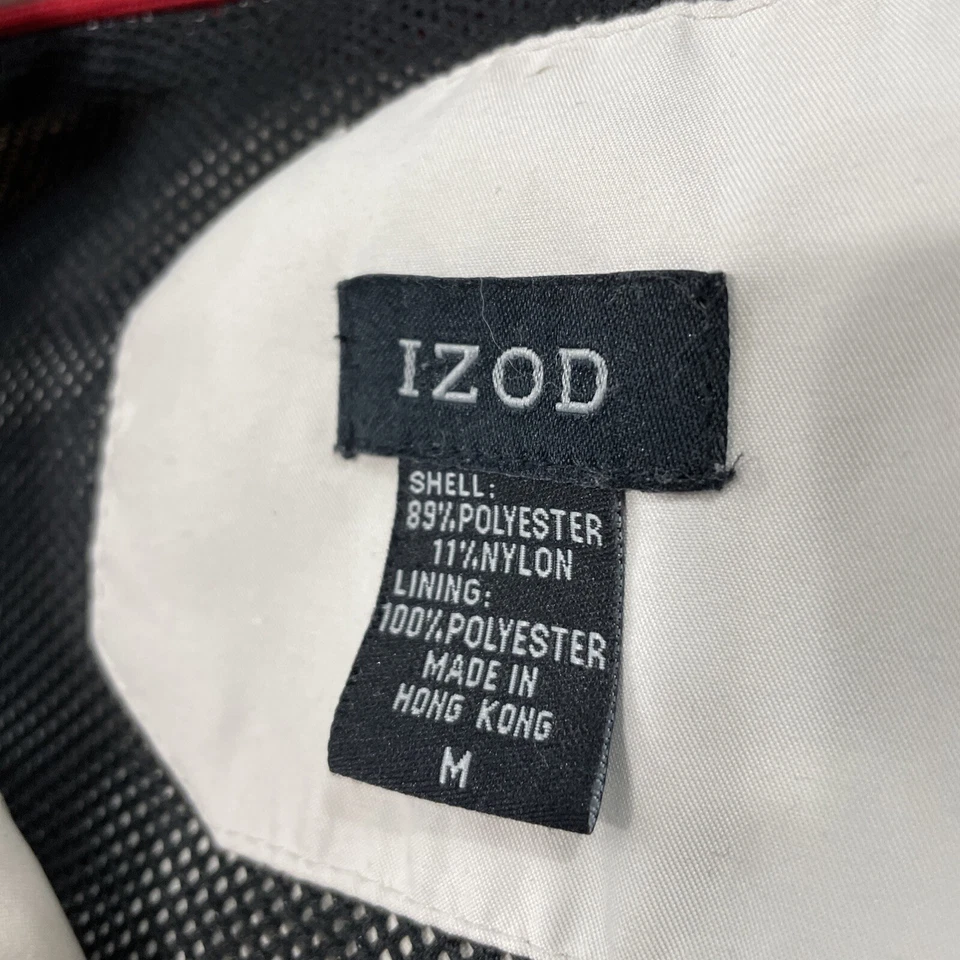 IZOD
SHELL:
89%POLYESTER
11%NYLON
LINING:
100%POLYESTER
MADE IN
HONG KONG
M